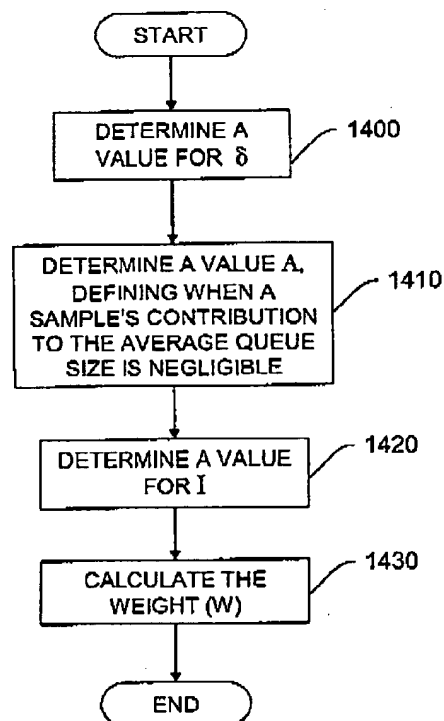 START
DETERMINE A
VALUE FOR δ
1400
DETERMINE A VALUE A,
DEFINING WHEN A
SAMPLE'S CONTRIBUTION
TO THE AVERAGE QUEUE
SIZE IS NEGLIGIBLE
1410
DETERMINE A VALUE
FOR I
1420
CALCULATE THE
WEIGHT (W)
1430
END